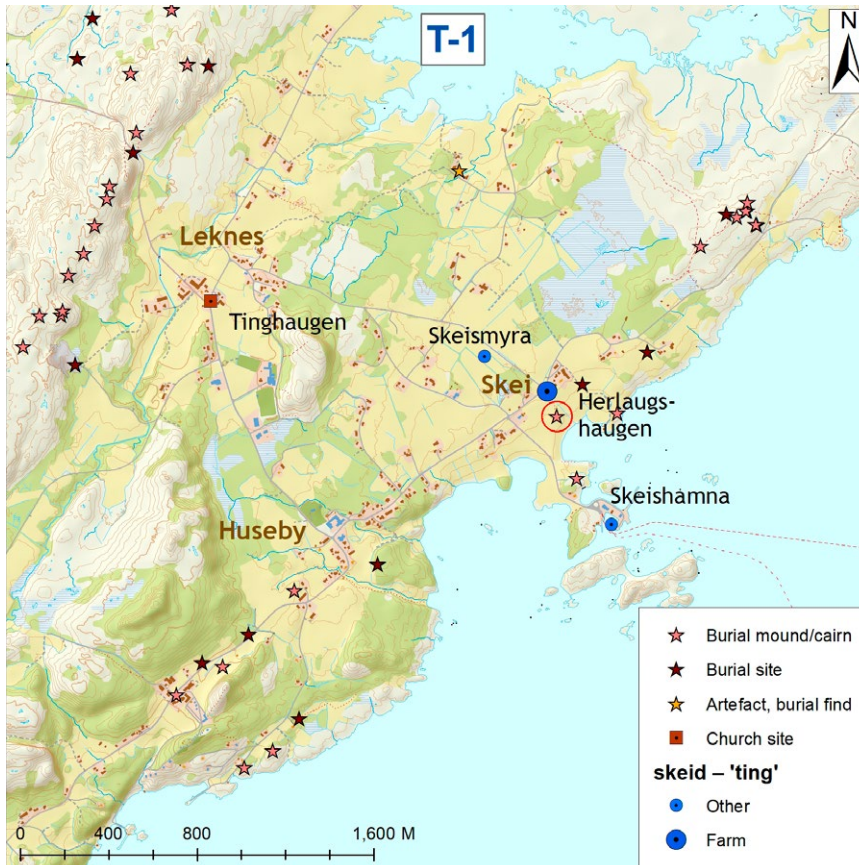 T-1
N
Leknes
Tinghaugen
Skeismyra
Skei
Herlaugs-
haugen
Skeishamna
Huseby
Burial mound/cairn
Burial site
Artefact, burial find
Church site
skeid – 'ting'
Other
Farm
0 400 800 1,600 M